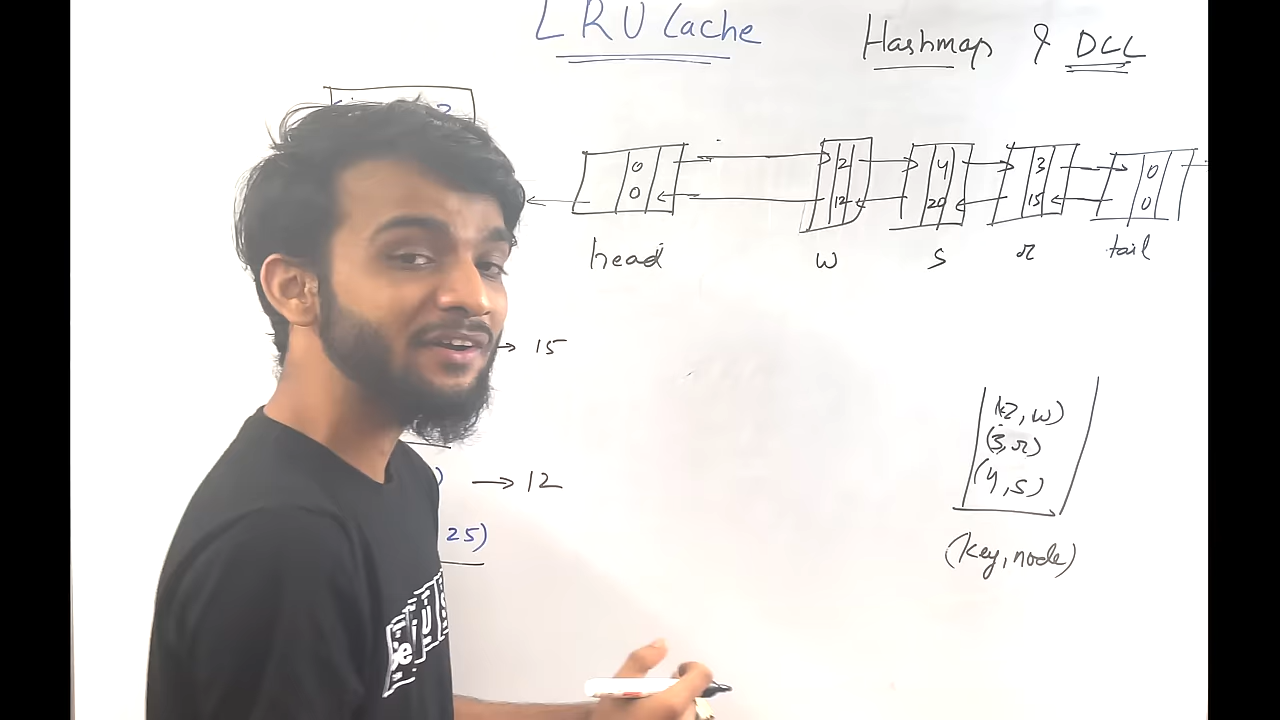 LRU Cache
Hashmap & DLL
0 2 4 3 0
0 12 20 15 0
head w s r tail
→ 15
(2, w)
(3, r)
(4, s)
) → 12
25)
(key, node)